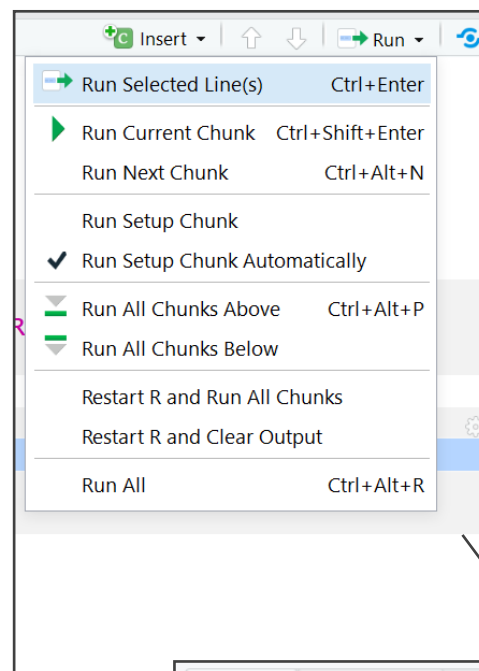 C Insert Run
Run Selected Line(s) Ctrl+Enter
Run Current Chunk Ctrl+Shift+Enter
Run Next Chunk Ctrl+Alt+N
Run Setup Chunk
Run Setup Chunk Automatically
R
Run All Chunks Above Ctrl+Alt+P
Run All Chunks Below
Restart R and Run All Chunks
Restart R and Clear Output
Run All Ctrl+Alt+R